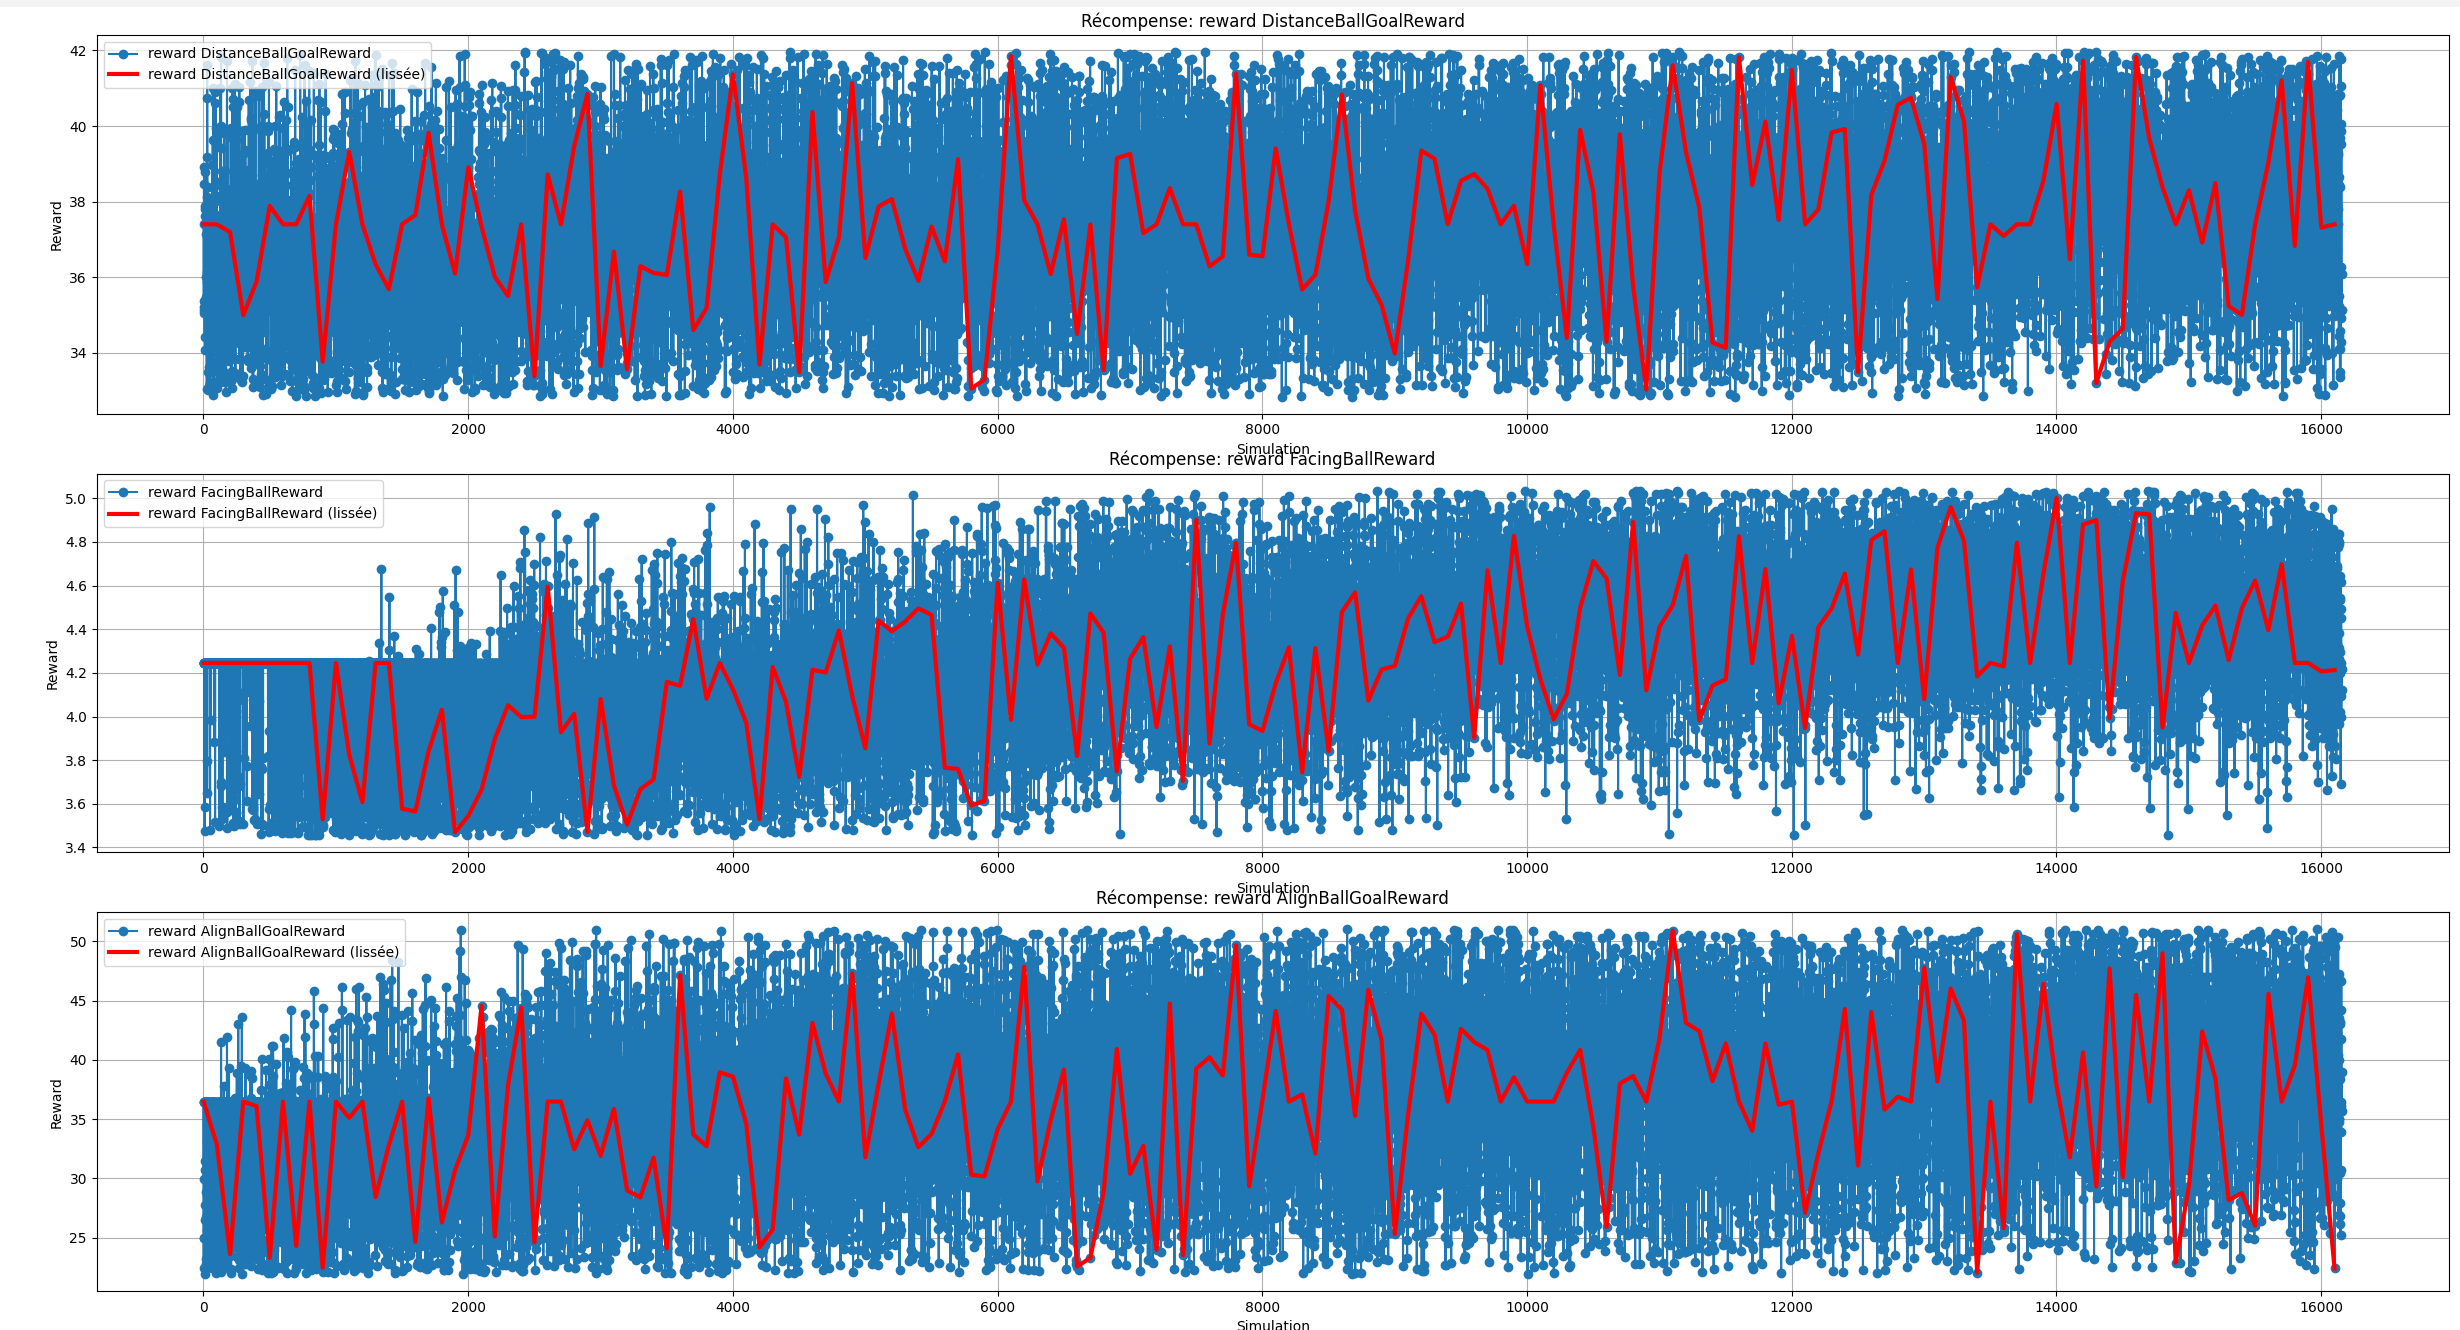 Récompense: reward DistanceBallGoalReward
reward DistanceBallGoalReward
reward DistanceBallGoalReward (lissée)
Reward
42
40
38
36
34
0 2000 4000 6000 8000 10000 12000 14000 16000
Simulation
Récompense: reward FacingBallReward
reward FacingBallReward
reward FacingBallReward (lissée)
Reward
5.0
4.8
4.6
4.4
4.2
4.0
3.8
3.6
3.4
0 2000 4000 6000 8000 10000 12000 14000 16000
Simulation
Récompense: reward AlignBallGoalReward
reward AlignBallGoalReward
reward AlignBallGoalReward (lissée)
Reward
50
45
40
35
30
25
0 2000 4000 6000 8000 10000 12000 14000 16000
Simulation